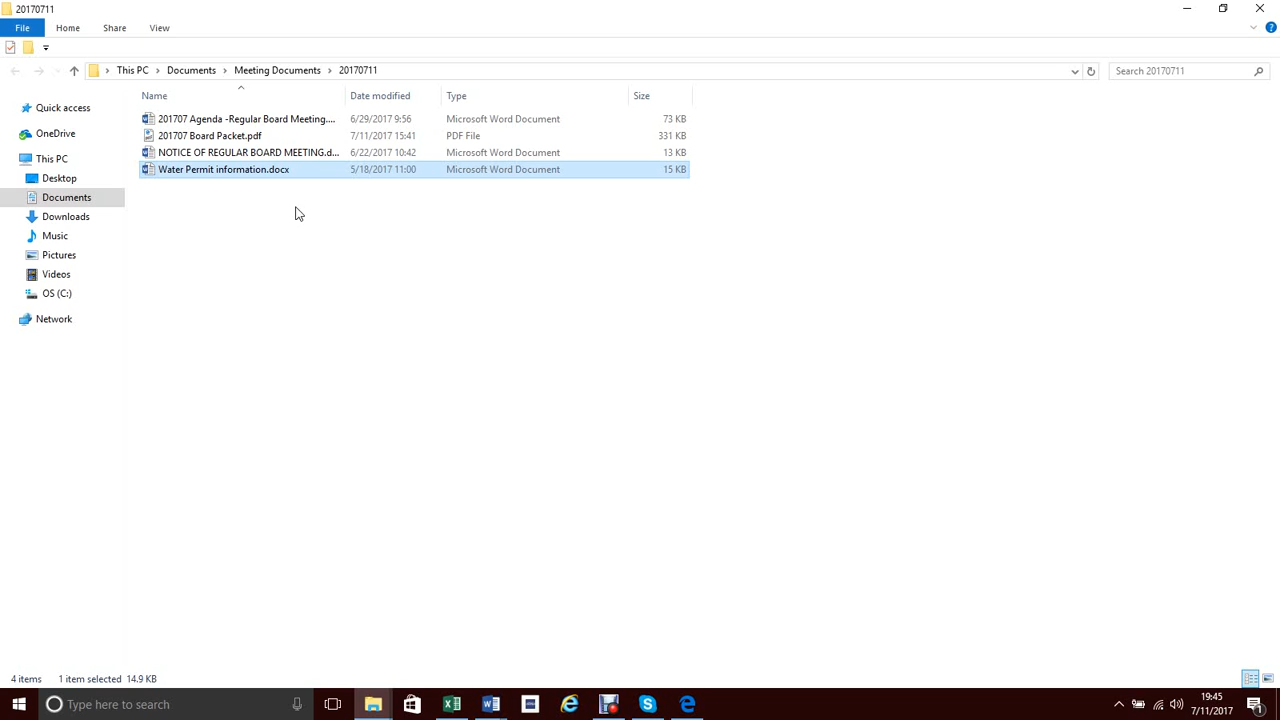 20170711
File Home Share View
This PC Documents Meeting Documents 20170711 Search 20170711
Name Date modified Type Size
Quick access
OneDrive
This PC
Desktop
Documents
Downloads
Music
Pictures
Videos
OS (C:)
Network
201707 Agenda -Regular Board Meeting.... 6/29/2017 9:56 Microsoft Word Document 73 KB
201707 Board Packet.pdf 7/11/2017 15:41 PDF File 331 KB
NOTICE OF REGULAR BOARD MEETING.d... 6/22/2017 10:42 Microsoft Word Document 13 KB
Water Permit information.docx 5/18/2017 11:00 Microsoft Word Document 15 KB
4 items 1 item selected 14.9 KB
Type here to search
19:45
7/11/2017